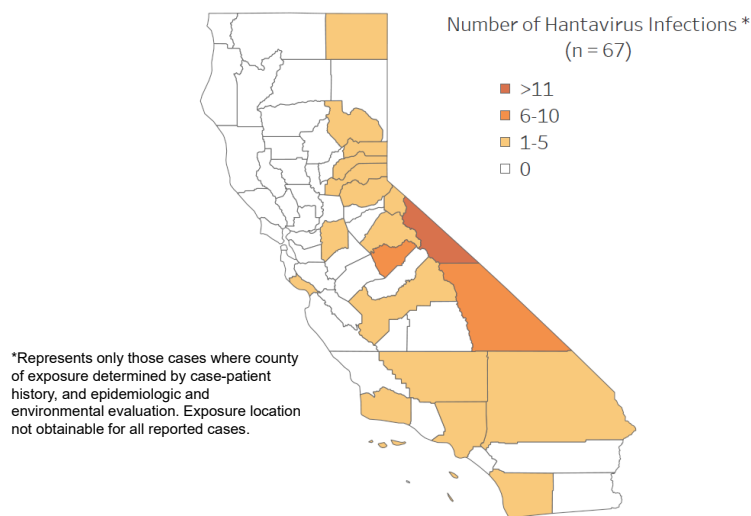 Number of Hantavirus Infections *
(n = 67)
>11
6-10
1-5
0
*Represents only those cases where county
of exposure determined by case-patient
history, and epidemiologic and
environmental evaluation. Exposure location
not obtainable for all reported cases.